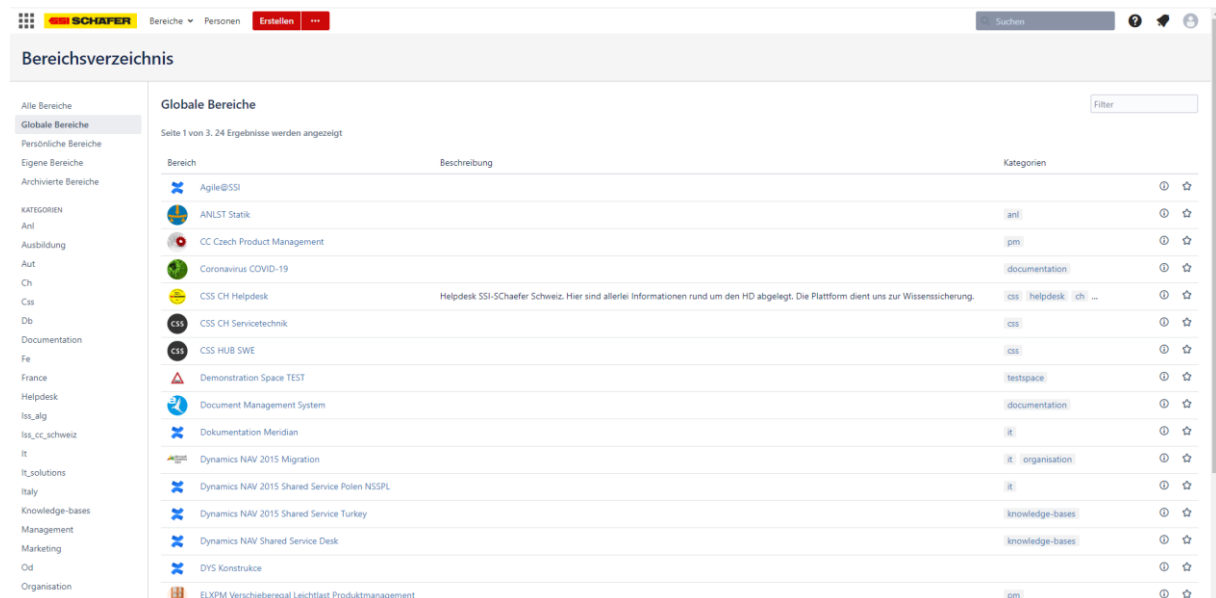 SSI SCHÄFER Bereiche Personen Erstellen ... Suchen
Bereichsverzeichnis
Alle Bereiche
Globale Bereiche
Persönliche Bereiche
Eigene Bereiche
Archivierte Bereiche
KATEGORIEN
Anl
Ausbildung
Aut
Ch
Css
Db
Documentation
Fe
France
Helpdesk
Iss_alg
Iss_cc_schweiz
It
It_solutions
Italy
Knowledge-bases
Management
Marketing
Od
Organisation
Globale Bereiche Filter
Seite 1 von 3. 24 Ergebnisse werden angezeigt
Bereich Beschreibung Kategorien
Agile@SSI
ANLST Statik anl
CC Czech Product Management pm
Coronavirus COVID-19 documentation
CSS CH Helpdesk Helpdesk SSI-SChaefer Schweiz. Hier sind allerlei Informationen rund um den HD abgelegt. Die Plattform dient uns zur Wissenssicherung. css helpdesk ch ...
CSS CSS CH Servicetechnik css
CSS CSS HUB SWE css
Demonstration Space TEST testspace
Document Management System documentation
Dokumentation Meridian it
Dynamics NAV 2015 Migration it organisation
Dynamics NAV 2015 Shared Service Polen NSSPL it
Dynamics NAV 2015 Shared Service Turkey knowledge-bases
Dynamics NAV Shared Service Desk knowledge-bases
DYS Konstrukce
ELXPM Verschieberegal Leichtlast Produktmanagement pm